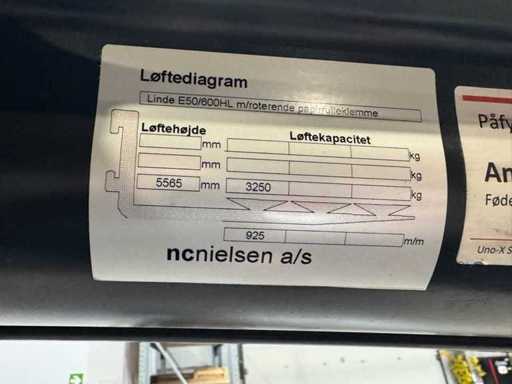 Løftediagram
Linde E50/600HL m/roterende papirrulleklemme
Løftehøjde Løftekapacitet
mm kg
mm kg
5565 mm 3250 kg
925 m/m
ncnielsen a/s
Påfy
An
Føde
Uno-X S